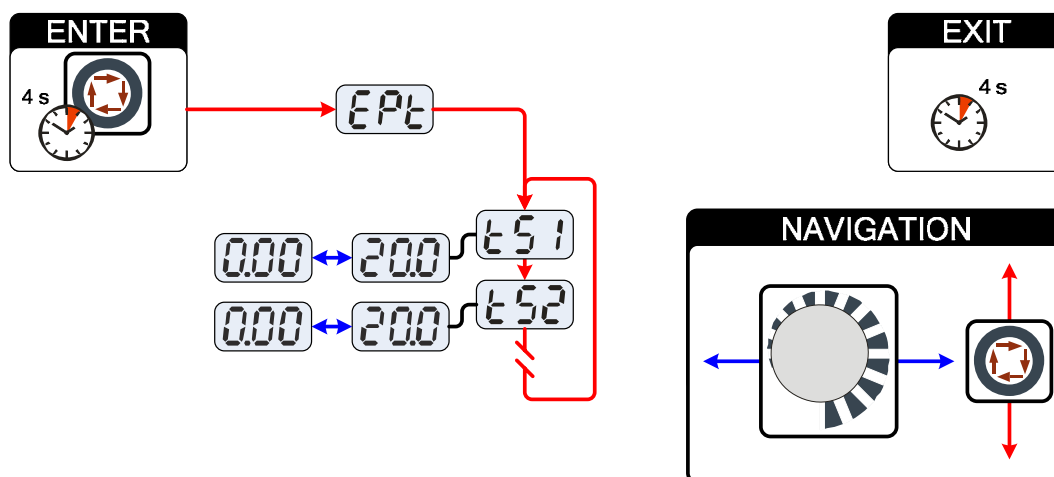 ENTER
4 s
EPt
tS1
0.00
20.0
tS2
0.00
20.0
EXIT
4 s
NAVIGATION